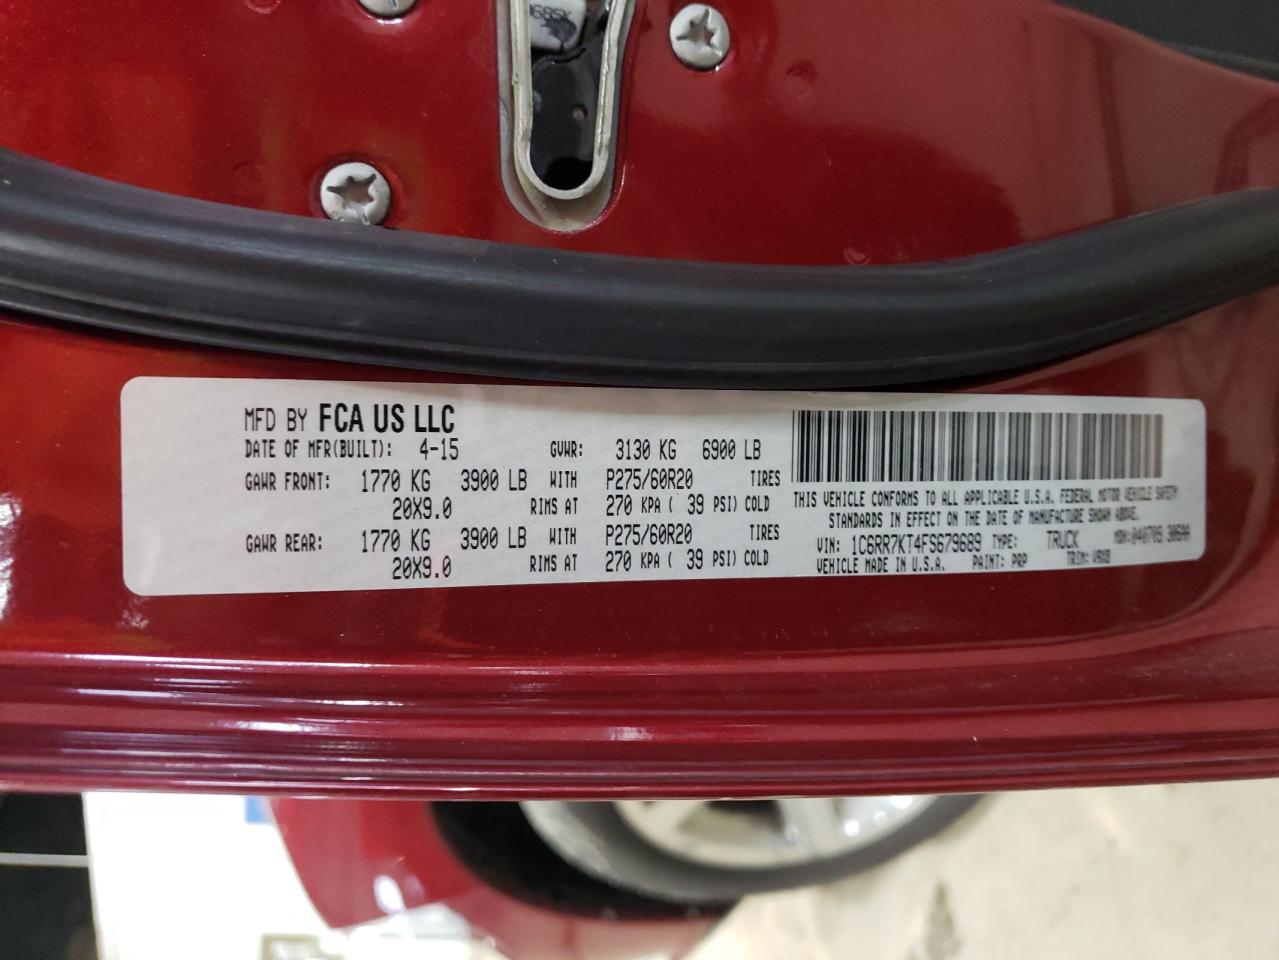 MFD BY FCA US LLC
DATE OF MFR(BUILT): 4-15 GVWR: 3130 KG 6900 LB
GAWR FRONT: 1770 KG 3900 LB WITH P275/60R20 TIRES
20X9.0 RIMS AT 270 KPA ( 39 PSI) COLD
GAWR REAR: 1770 KG 3900 LB WITH P275/60R20 TIRES
20X9.0 RIMS AT 270 KPA ( 39 PSI) COLD
THIS VEHICLE CONFORMS TO ALL APPLICABLE U.S.A. FEDERAL MOTOR VEHICLE SAFETY
STANDARDS IN EFFECT ON THE DATE OF MANUFACTURE SHOWN ABOVE.
VIN: 1C6RR7KT4FS679689 TYPE: TRUCK MDH:
VEHICLE MADE IN U.S.A. PAINT: PRP TRIM: